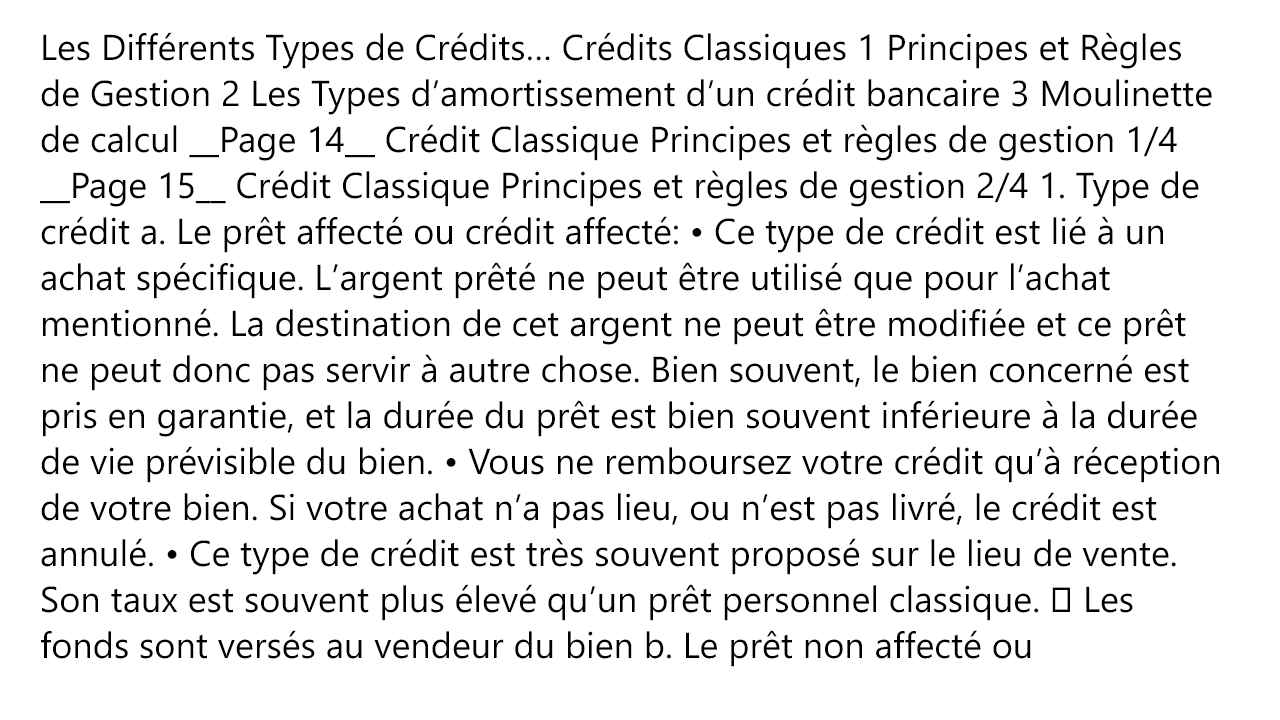 Les Différents Types de Crédits... Crédits Classiques 1 Principes et Règles
de Gestion 2 Les Types d’amortissement d’un crédit bancaire 3 Moulinette
de calcul __Page 14__ Crédit Classique Principes et règles de gestion 1/4
__Page 15__ Crédit Classique Principes et règles de gestion 2/4 1. Type de
crédit a. Le prêt affecté ou crédit affecté: • Ce type de crédit est lié à un
achat spécifique. L’argent prêté ne peut être utilisé que pour l’achat
mentionné. La destination de cet argent ne peut être modifiée et ce prêt
ne peut donc pas servir à autre chose. Bien souvent, le bien concerné est
pris en garantie, et la durée du prêt est bien souvent inférieure à la durée
de vie prévisible du bien. • Vous ne remboursez votre crédit qu’à réception
de votre bien. Si votre achat n’a pas lieu, ou n’est pas livré, le crédit est
annulé. • Ce type de crédit est très souvent proposé sur le lieu de vente.
Son taux est souvent plus élevé qu’un prêt personnel classique. Les
fonds sont versés au vendeur du bien b. Le prêt non affecté ou